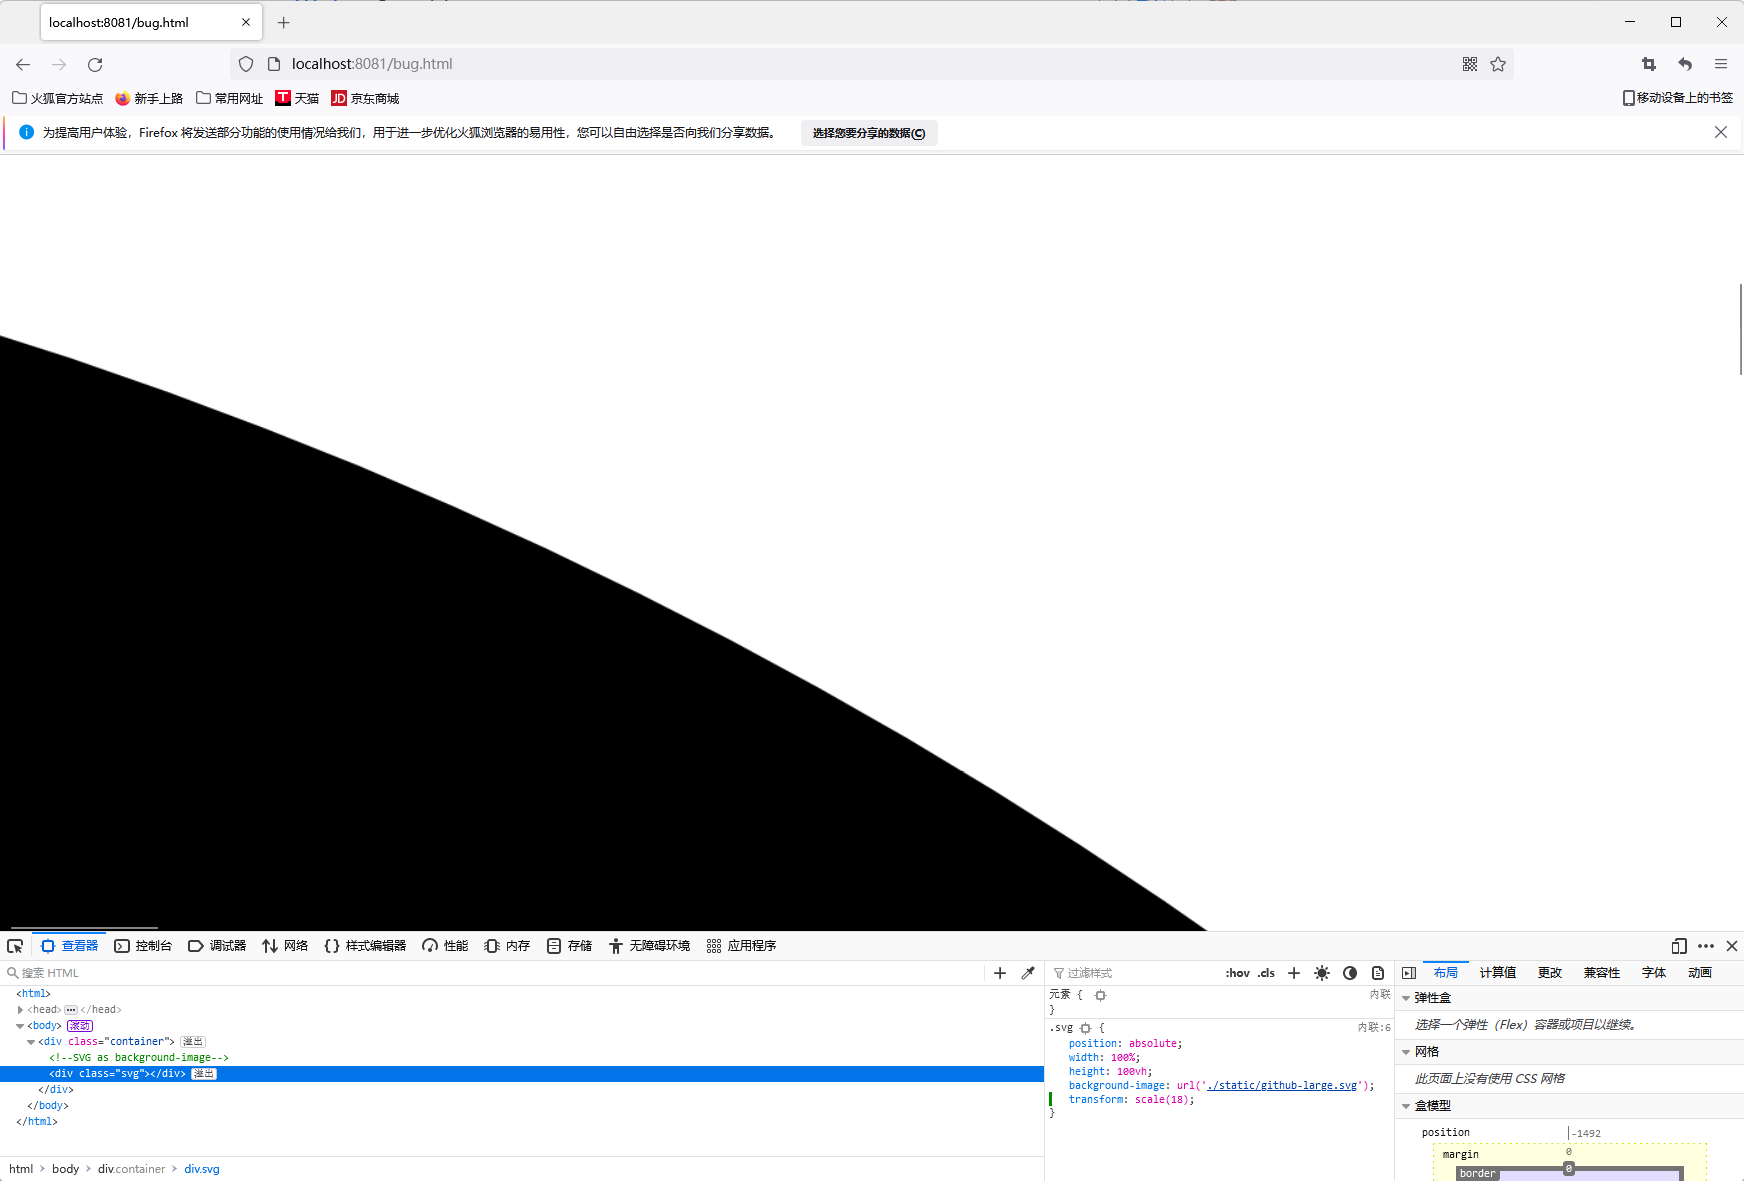 localhost:8081/bug.html
localhost:8081/bug.html
火狐官方站点 新手上路 常用网址 天猫 JD 京东商城 移动设备上的书签
为提高用户体验，Firefox 将发送部分功能的使用情况给我们，用于进一步优化火狐浏览器的易用性，您可以自由选择是否向我们分享数据。 选择您要分享的数据(C)
查看器 控制台 调试器 网络 {} 样式编辑器 性能 内存 存储 无障碍环境 应用程序
搜索 HTML
<html>
<head> ••• </head>
<body> 滚动
<div class="container"> 溢出
<!--SVG as background-image-->
<div class="svg"></div> 溢出
</div>
</body>
</html>
html > body > div.container > div.svg
过滤样式 :hov .cls
元素 { 内联
}
.svg { 内联:6
position: absolute;
width: 100%;
height: 100vh;
background-image: url('./static/github-large.svg');
transform: scale(18);
}
布局 计算值 更改 兼容性 字体 动画
弹性盒
选择一个弹性（Flex）容器或项目以继续。
网格
此页面上没有使用 CSS 网格
盒模型
position -1492
margin 0
border 0